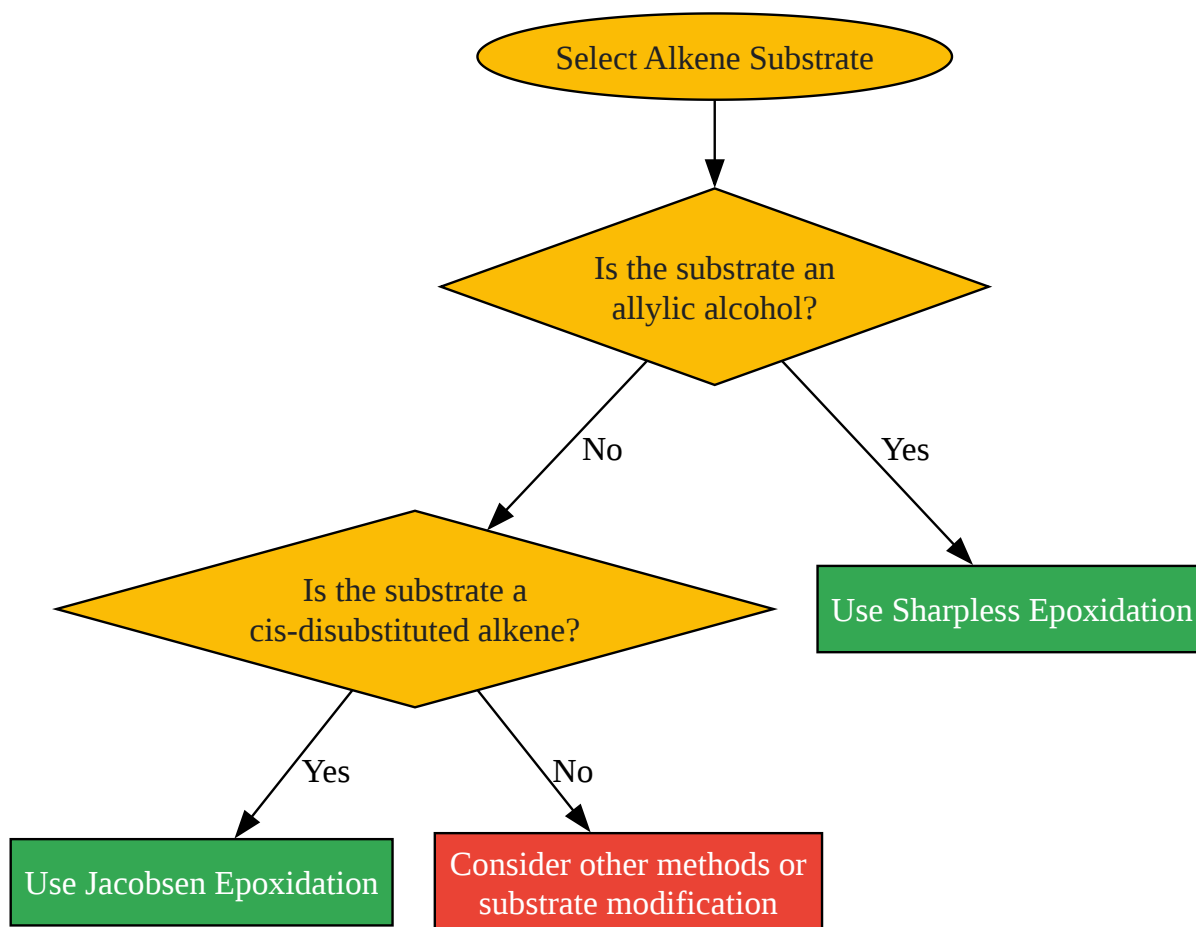 Select Alkene Substrate
Is the substrate an
allylic alcohol?
No
Yes
Is the substrate a
cis-disubstituted alkene?
Use Sharpless Epoxidation
Yes
No
Use Jacobsen Epoxidation
Consider other methods or
substrate modification